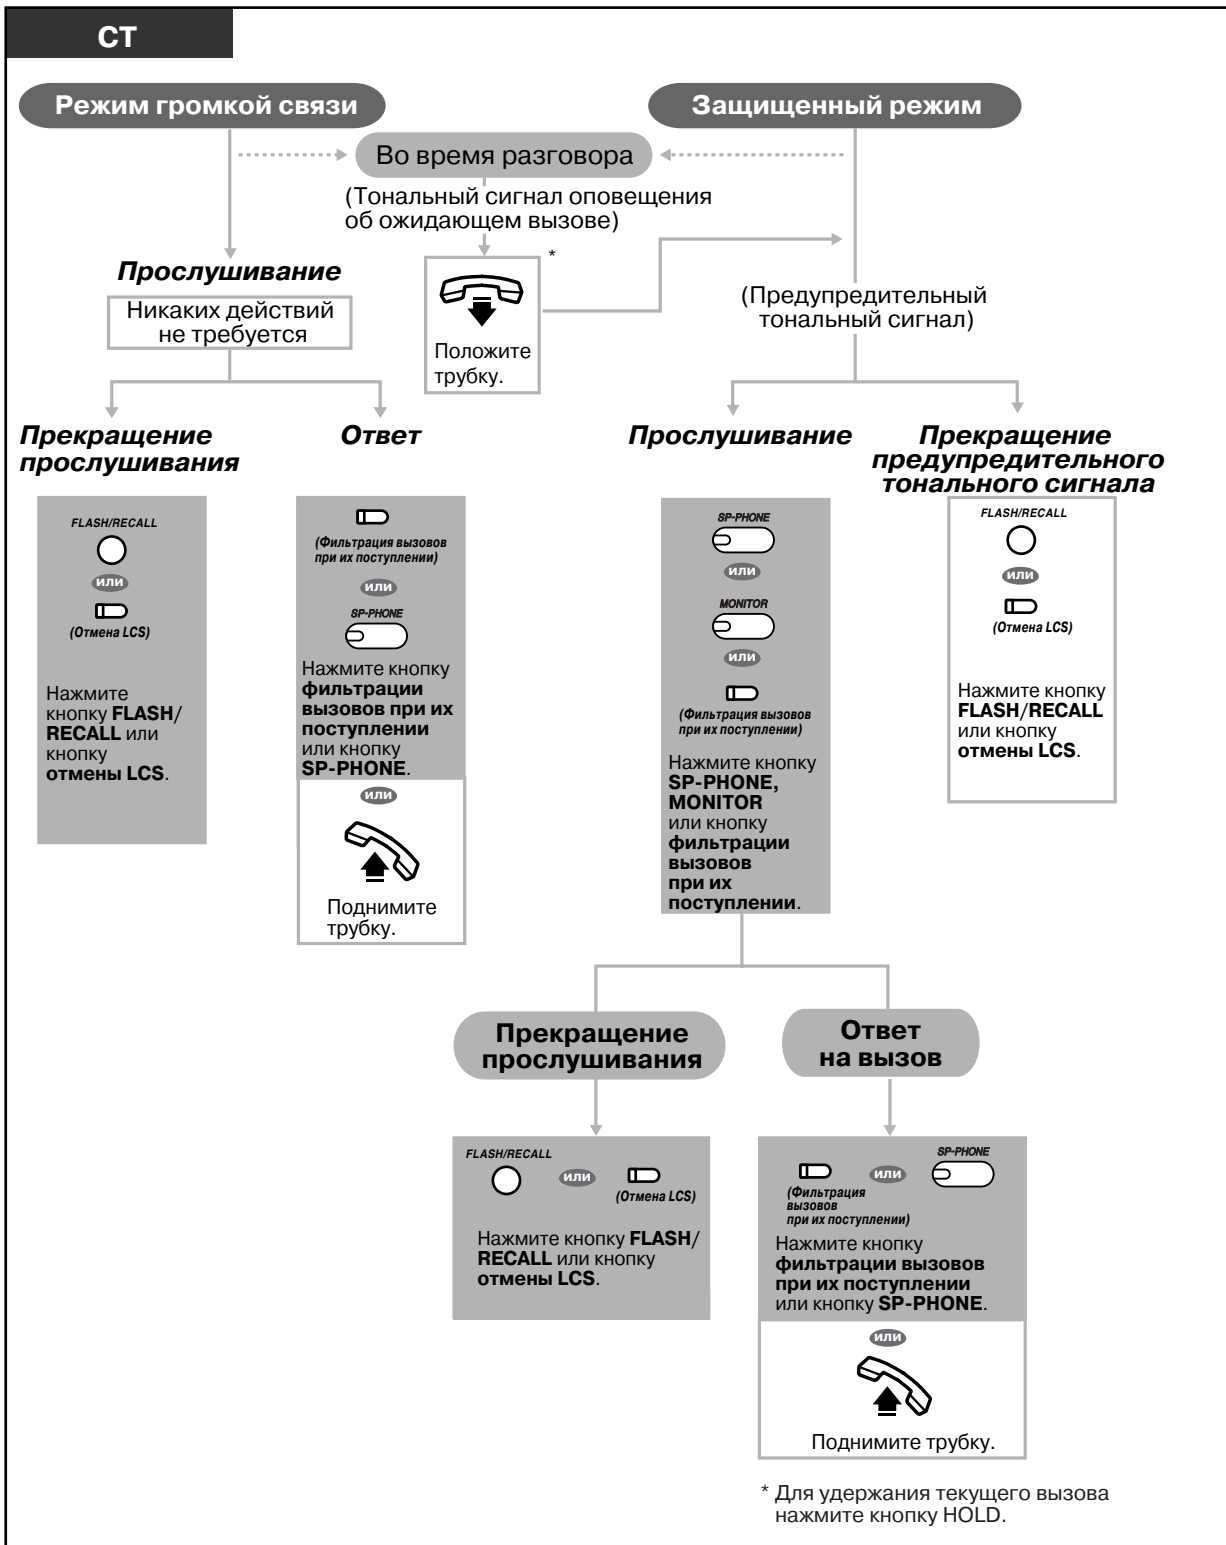 СТ
Режим громкой связи
Защищенный режим
Во время разговора
(Тональный сигнал оповещения
об ожидающем вызове)
*
Положите
трубку.
Прослушивание
Никаких действий
не требуется
(Предупредительный
тональный сигнал)
Прекращение
прослушивания
FLASH/RECALL
или
(Отмена LCS)
Нажмите
кнопку FLASH/
RECALL или
кнопку
отмены LCS.
Ответ
(Фильтрация вызовов
при их поступлении)
или
SP-PHONE
Нажмите кнопку
фильтрации
вызовов при их
поступлении
или кнопку
SP-PHONE.
или
Поднимите
трубку.
Прослушивание
SP-PHONE
или
MONITOR
или
(Фильтрация вызовов
при их поступлении)
Нажмите кнопку
SP-PHONE,
MONITOR
или кнопку
фильтрации
вызовов
при их
поступлении.
Прекращение
предупредительного
тонального сигнала
FLASH/RECALL
или
(Отмена LCS)
Нажмите кнопку
FLASH/RECALL
или кнопку
отмены LCS.
Прекращение
прослушивания
FLASH/RECALL
или
(Отмена LCS)
Нажмите кнопку FLASH/
RECALL или кнопку
отмены LCS.
Ответ
на вызов
(Фильтрация
вызовов
при их поступлении)
или
SP-PHONE
Нажмите кнопку
фильтрации вызовов
при их поступлении
или кнопку SP-PHONE.
или
Поднимите трубку.
* Для удержания текущего вызова
нажмите кнопку HOLD.